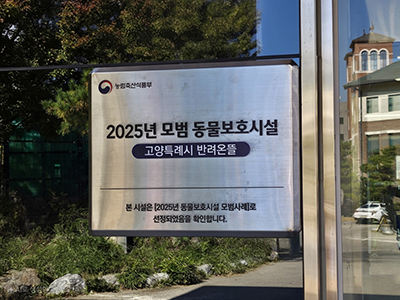 농림축산식품부
2025년 모범 동물보호시설
고양특례시 반려온뜰
본 시설은 [2025년 동물보호시설 모범사례]로
선정되었음을 확인합니다.